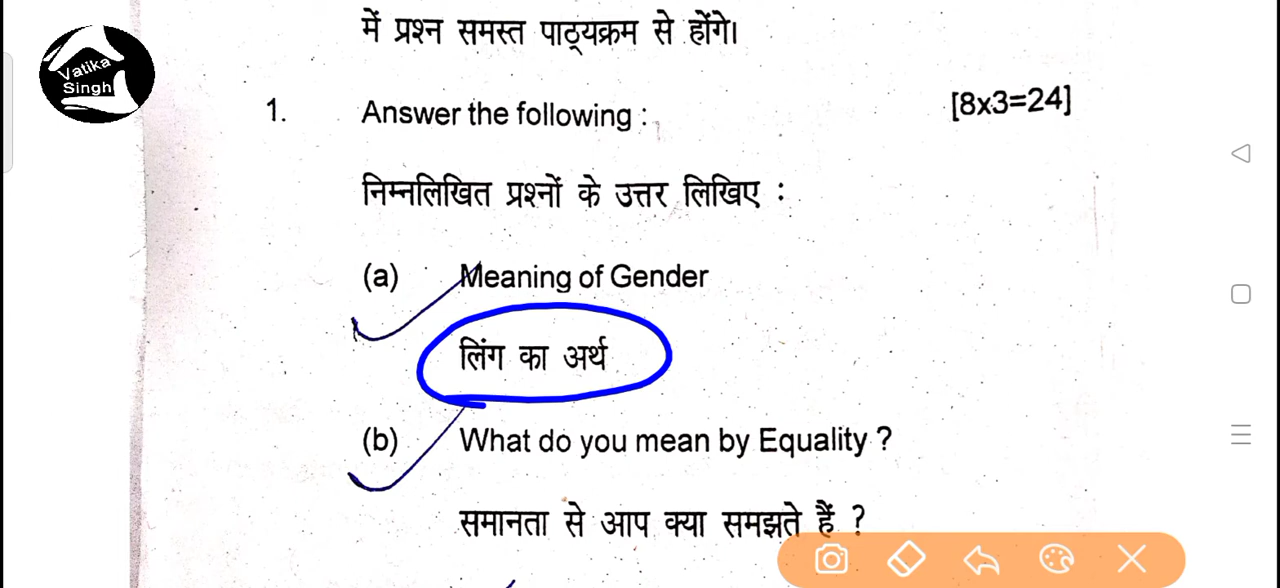 Vatika
Singh
में प्रश्न समस्त पाठ्यक्रम से होंगे।
1. Answer the following : [8x3=24]
निम्नलिखित प्रश्नों के उत्तर लिखिए :
(a) Meaning of Gender
लिंग का अर्थ
(b) What do you mean by Equality ?
समानता से आप क्या समझते हैं ?